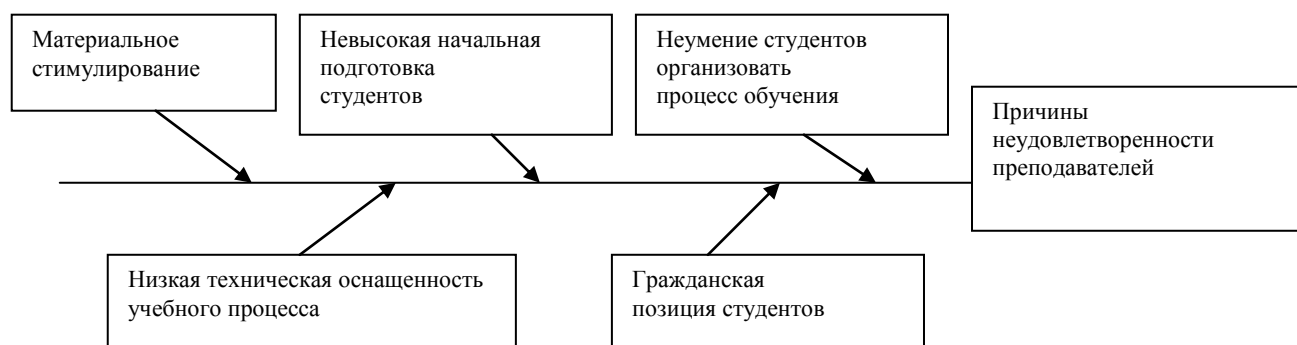 Материальное
стимулирование
Невысокая начальная
подготовка
студентов
Неумение студентов
организовать
процесс обучения
Причины
неудовлетворенности
преподавателей
Низкая техническая оснащенность
учебного процесса
Гражданская
позиция студентов